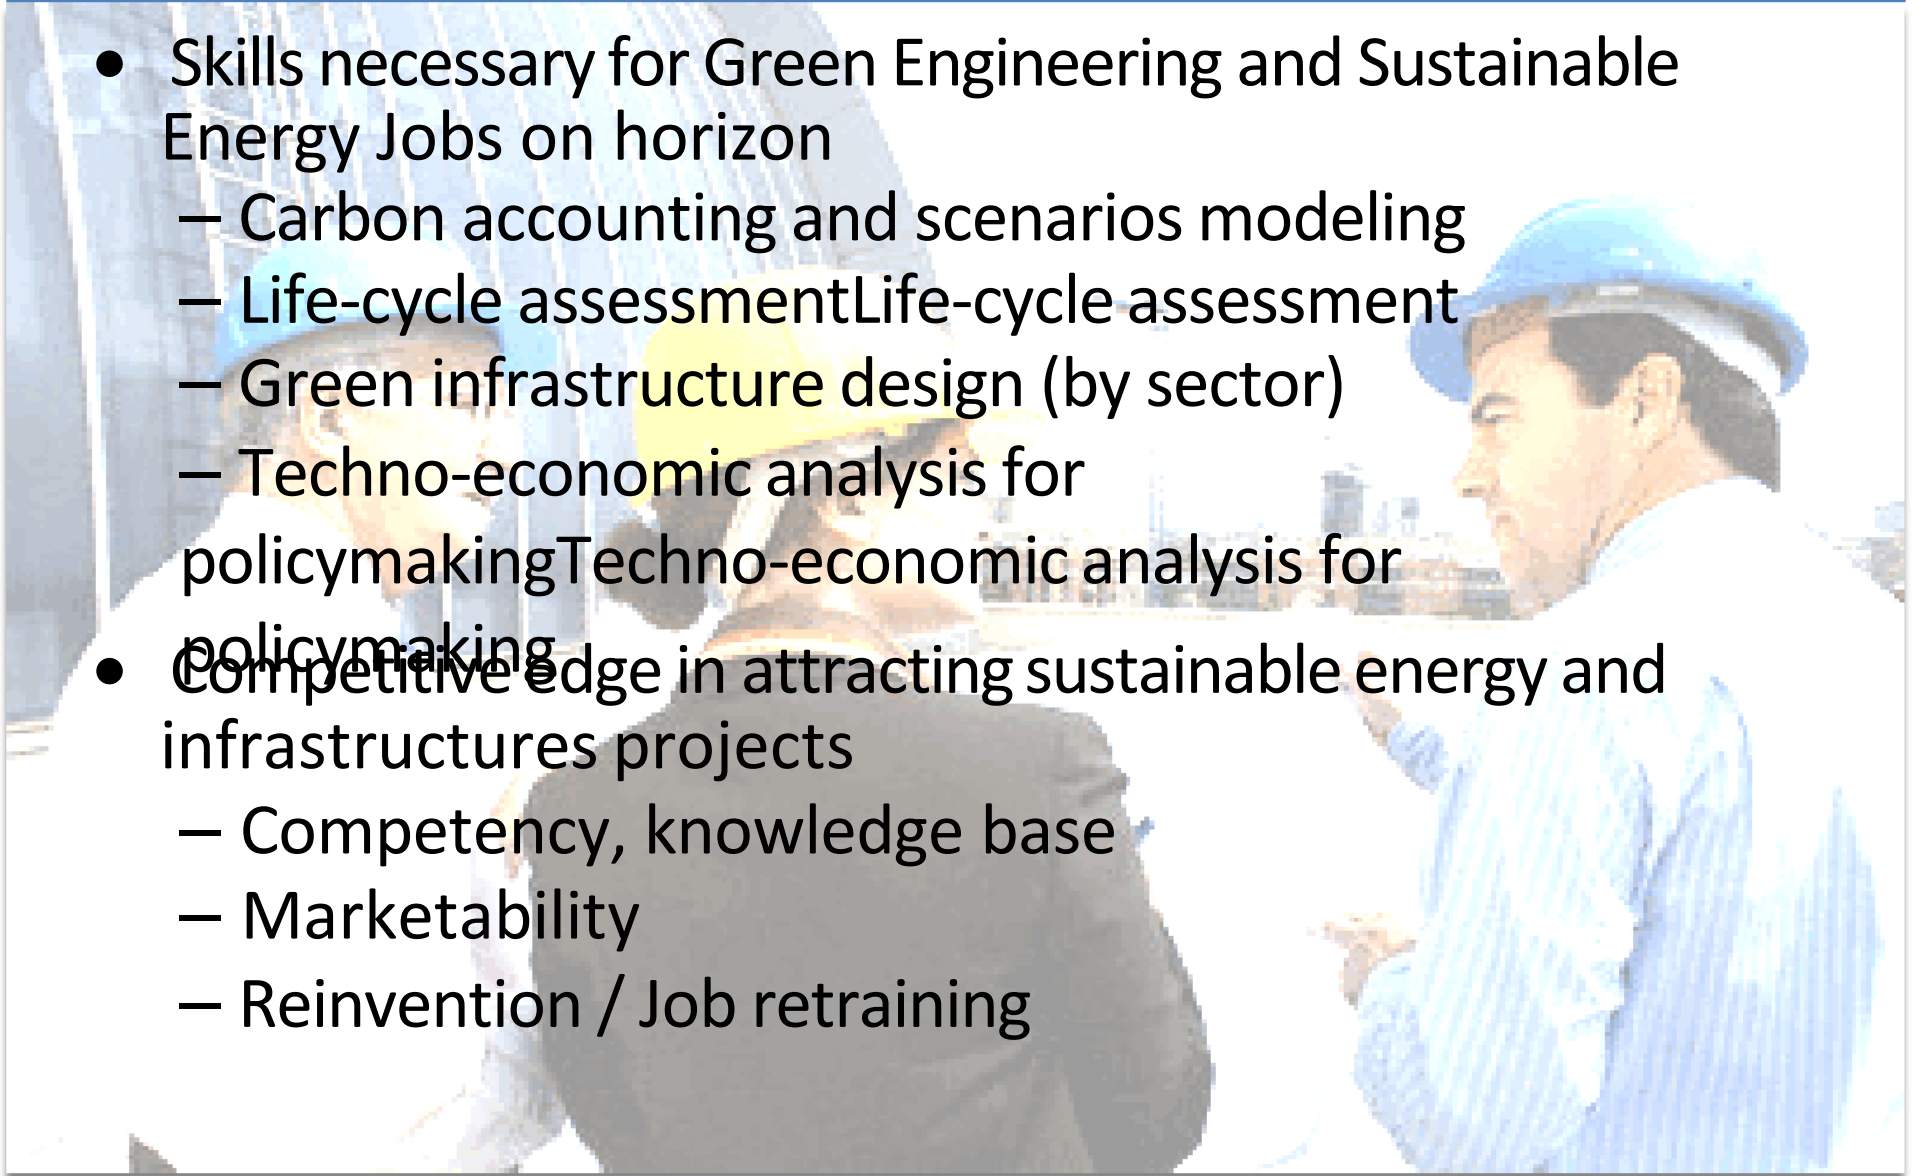 • Skills necessary for Green Engineering and Sustainable
Energy Jobs on horizon
– Carbon accounting and scenarios modeling
– Life-cycle assessmentLife-cycle assessment
– Green infrastructure design (by sector)
– Techno-economic analysis for
policymakingTechno-economic analysis for
policymaking
• Competitive edge in attracting sustainable energy and
infrastructures projects
– Competency, knowledge base
– Marketability
– Reinvention / Job retraining